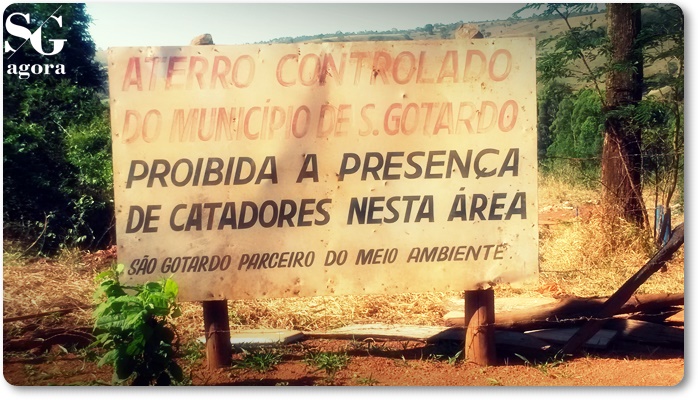 SG
agora
ATERRO CONTROLADO
DO MUNICÍPIO DE S. GOTARDO
PROIBIDA A PRESENÇA
DE CATADORES NESTA ÁREA
SÃO GOTARDO PARCEIRO DO MEIO AMBIENTE